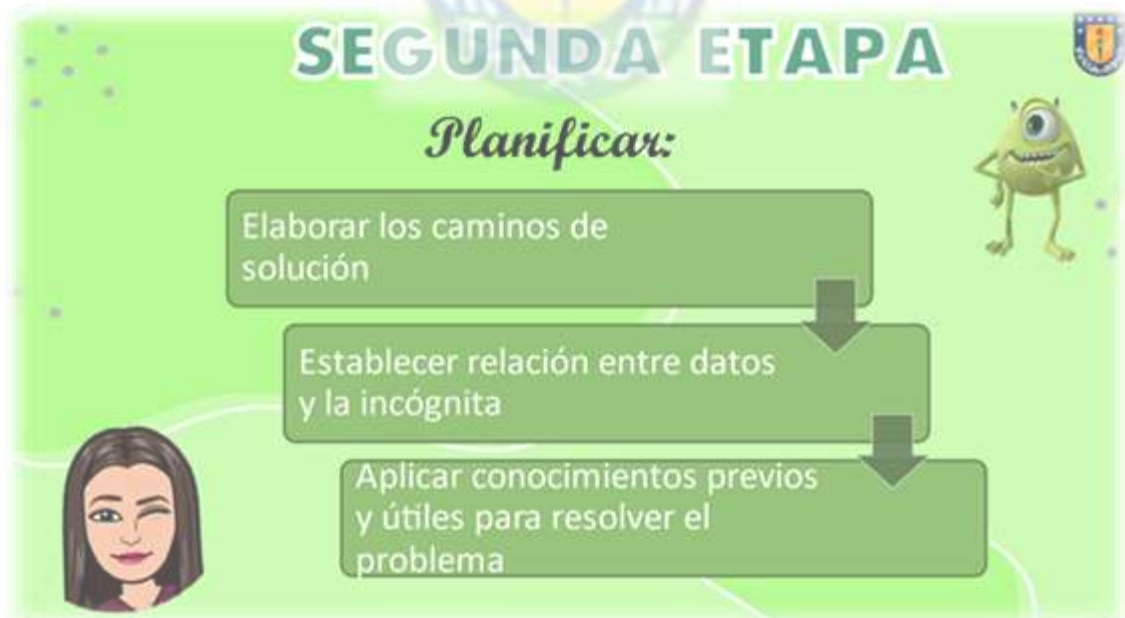 SEGUNDA ETAPA
Planificar:
Elaborar los caminos de
solución
Establecer relación entre datos
y la incógnita
Aplicar conocimientos previos
y útiles para resolver el
problema